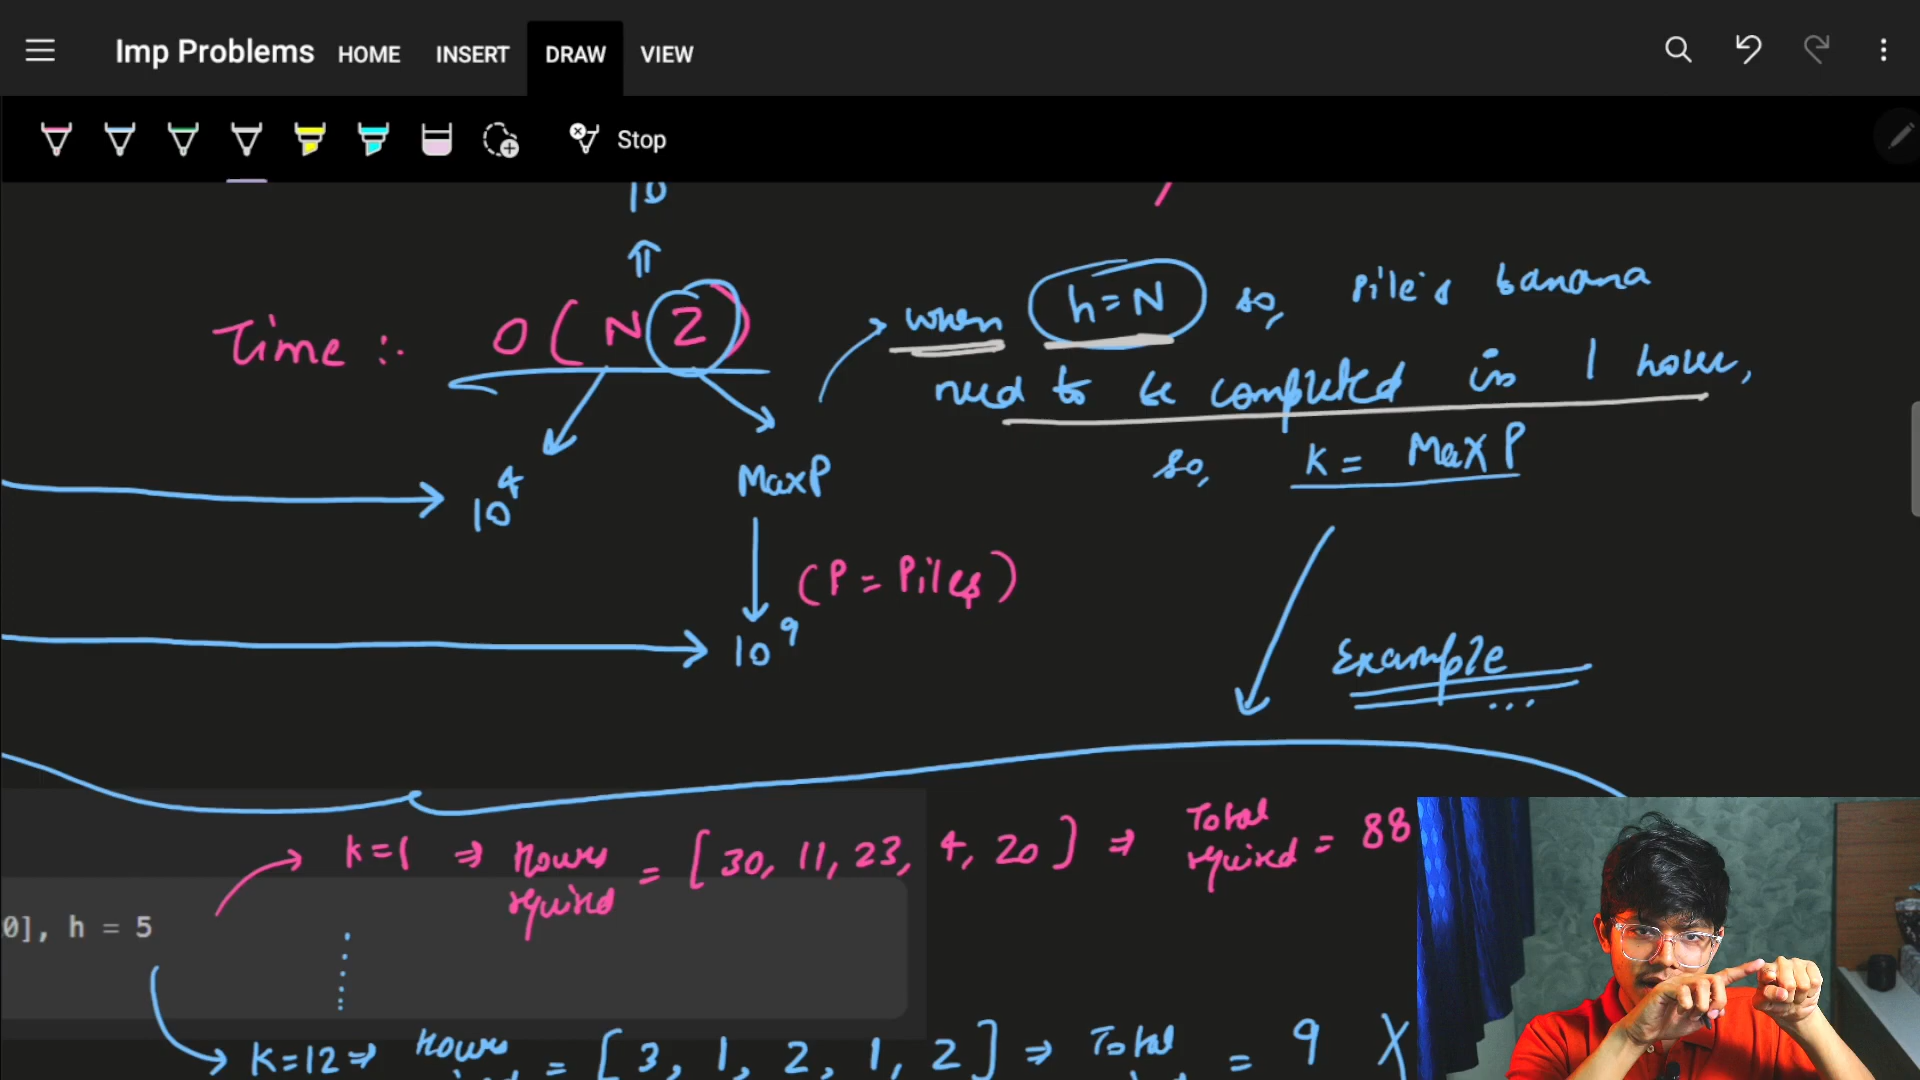 Imp Problems HOME INSERT DRAW VIEW
Stop
10
Time :- O ( N Z )
when h = N so, Pile's banana
need to be completed in 1 hour,
so, K = MaxP
10^4
MaxP
(P = Piles)
10^9
Example
...
K=1 ⇒ Hours required = [ 30, 11, 23, 4, 20 ] ⇒ Total required = 88
0], h = 5
K=12 ⇒ Hours = [ 3, 1, 2, 1, 2 ] ⇒ Total = 9 X